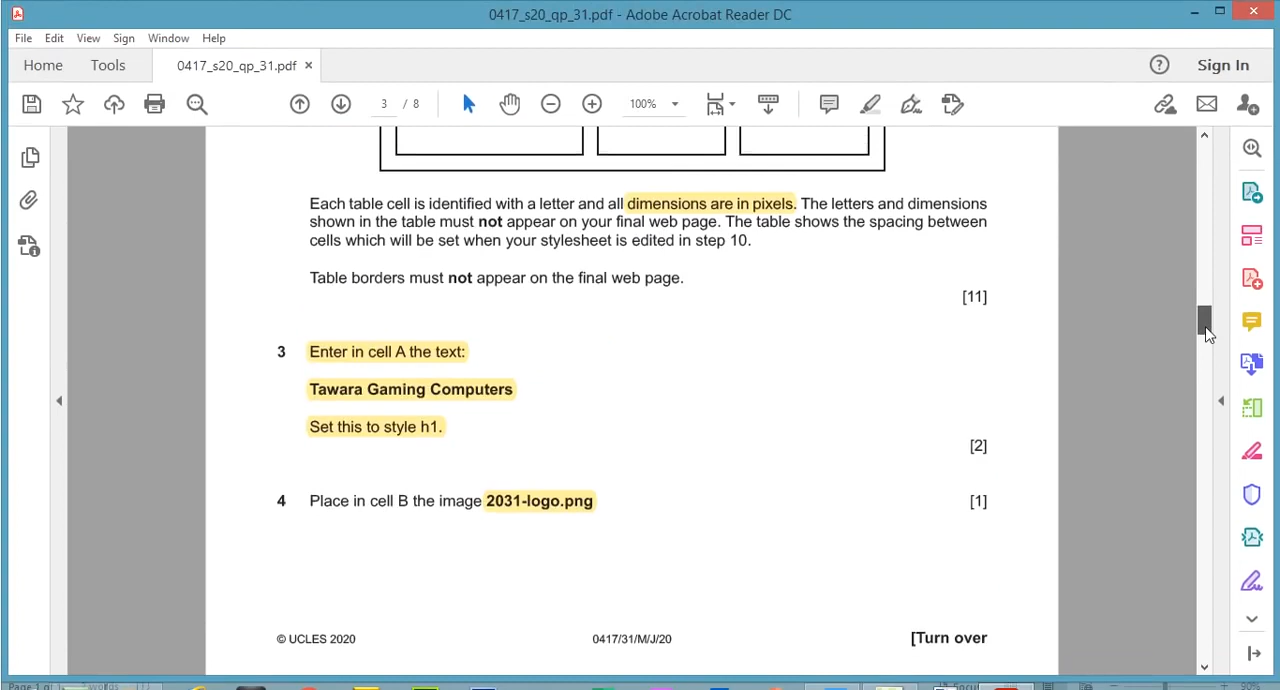 0417_s20_qp_31.pdf - Adobe Acrobat Reader DC
File Edit View Sign Window Help
Home Tools 0417_s20_qp_31.pdf × Sign In
3 / 8 100%
Each table cell is identified with a letter and all dimensions are in pixels. The letters and dimensions
shown in the table must not appear on your final web page. The table shows the spacing between
cells which will be set when your stylesheet is edited in step 10.
Table borders must not appear on the final web page.
[11]
3 Enter in cell A the text:
Tawara Gaming Computers
Set this to style h1.
[2]
4 Place in cell B the image 2031-logo.png [1]
© UCLES 2020 0417/31/M/J/20 [Turn over
90%